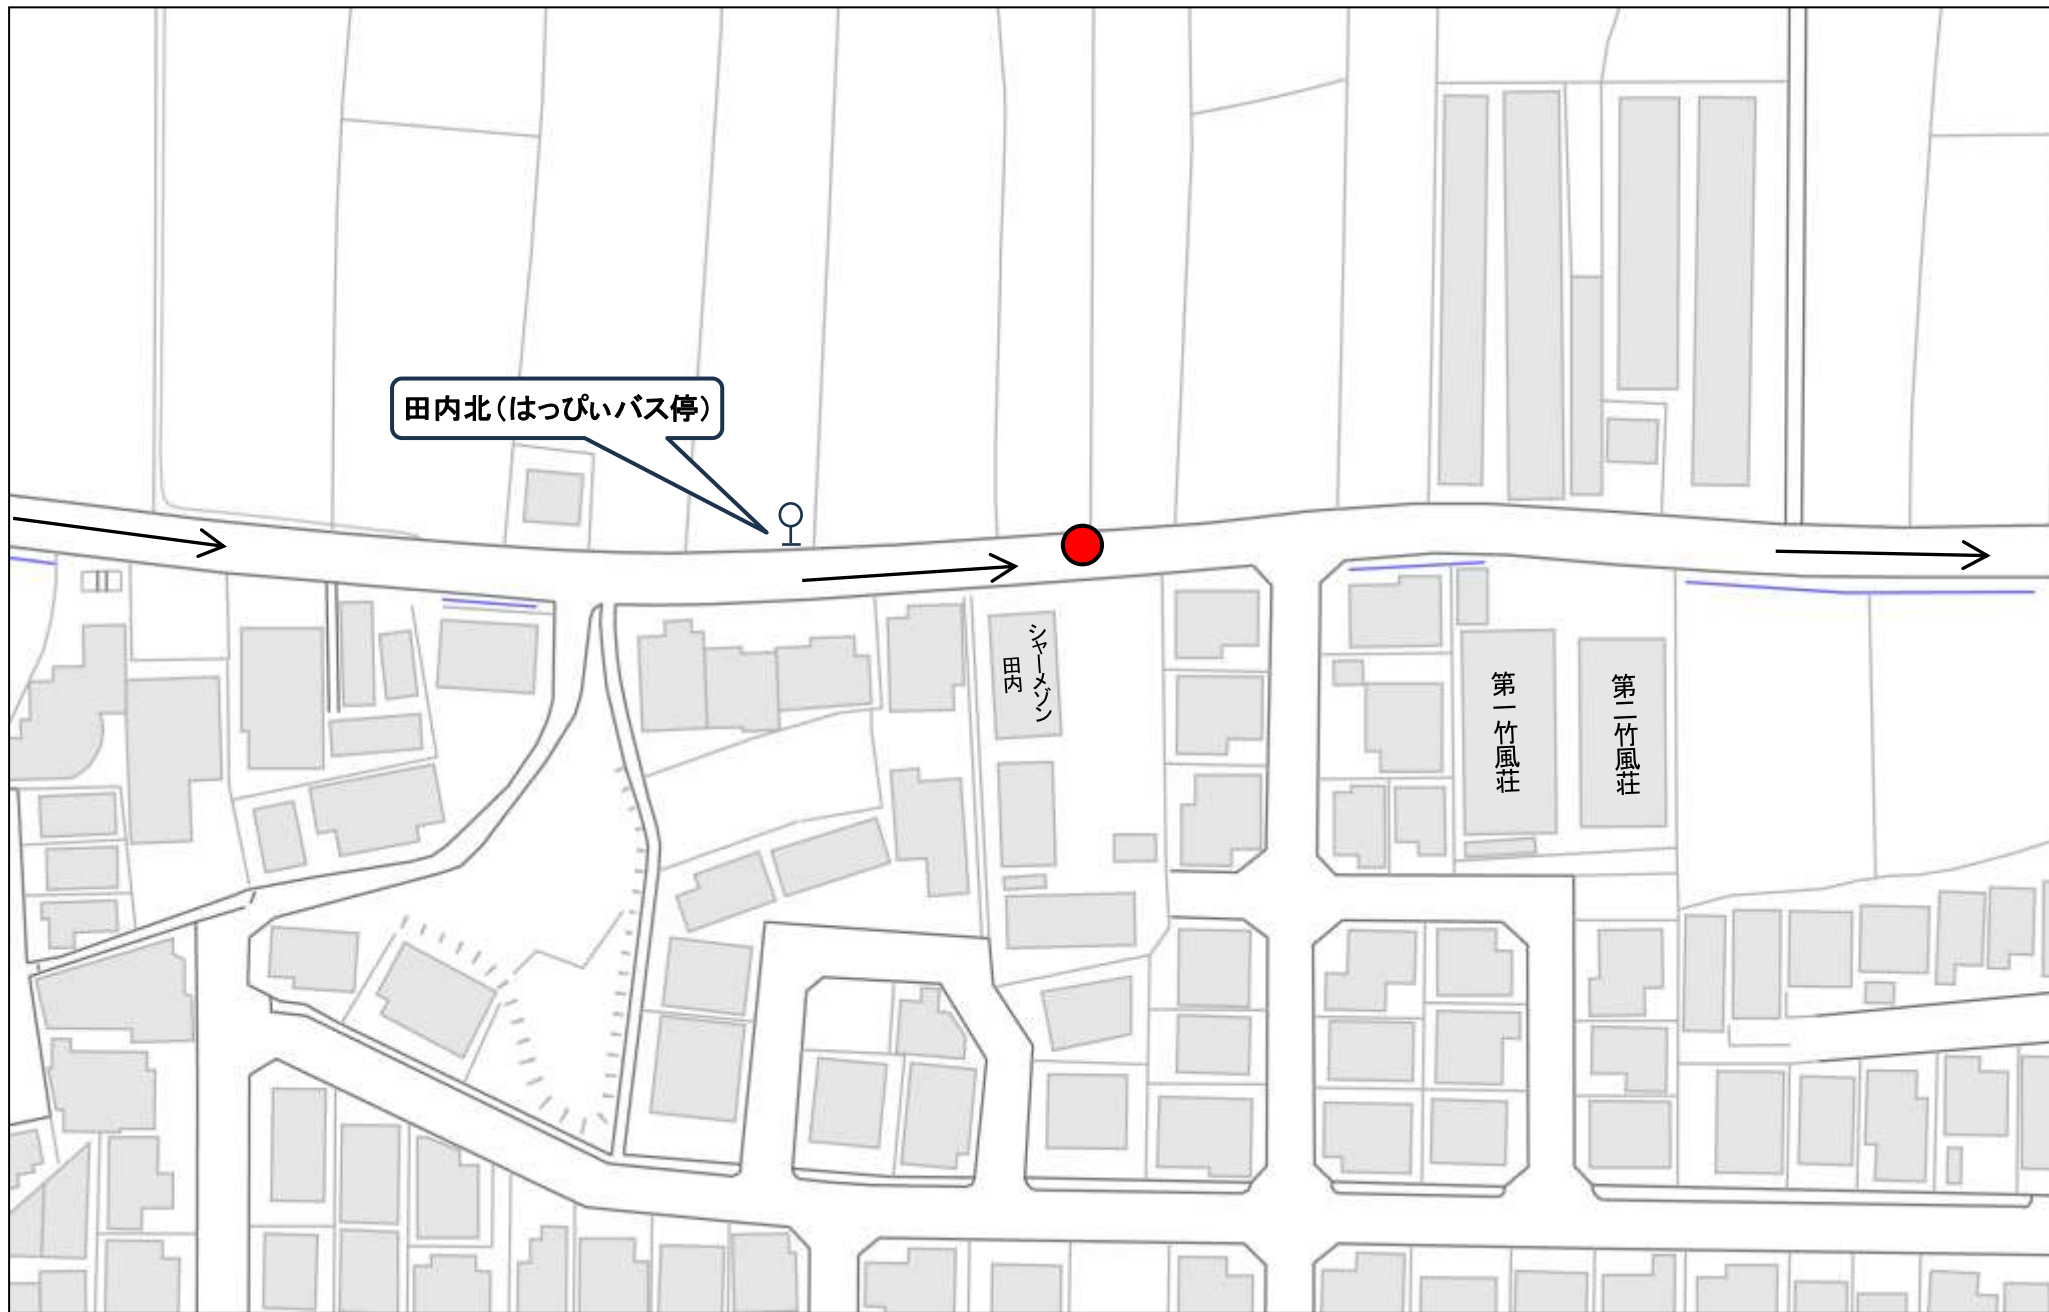 田内北（はっぴぃバス停）
シャーメゾン
田内
第一竹風荘
第二竹風荘